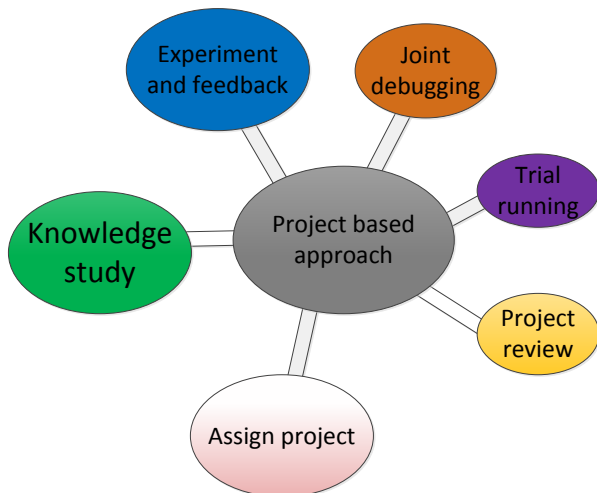 Experiment
and feedback
Joint
debugging
Trial
running
Knowledge
study
Project based
approach
Project
review
Assign project